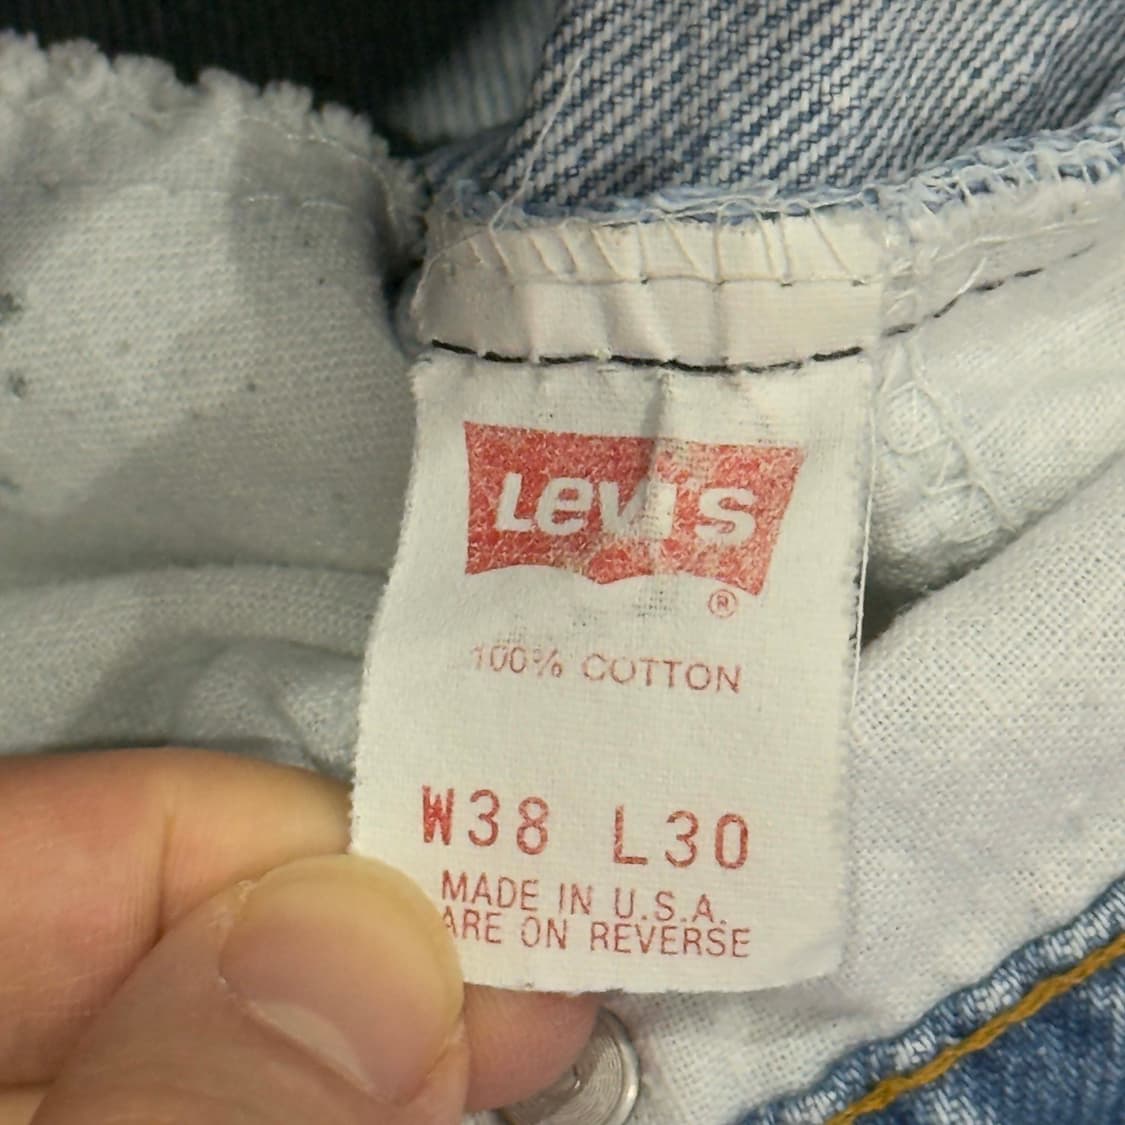 Levi's
®
100% COTTON
W38 L30
MADE IN U.S.A.
ARE ON REVERSE